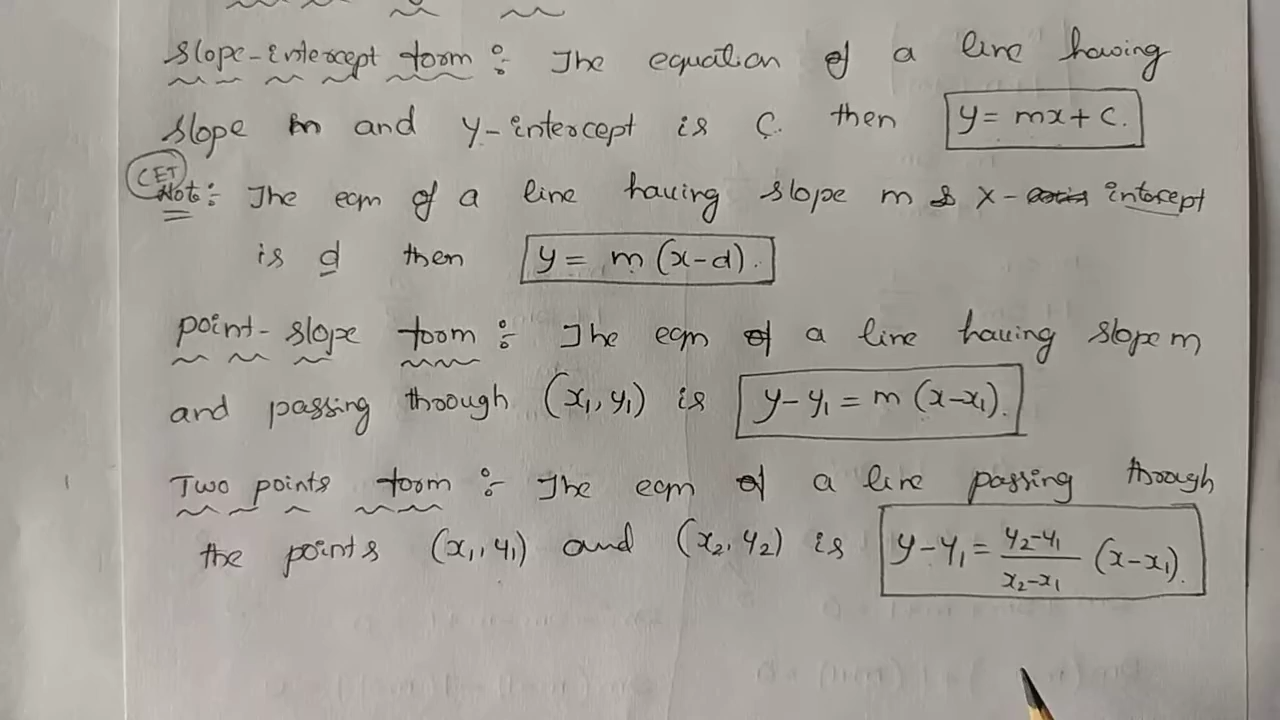 Slope-intercept form :- The equation of a line having
slope m and y-intercept is C. then y = mx + c.
CET
Note:- The eqn of a line having slope m & x- intercept
is d then y = m (x-d).
point-slope form :- The eqn of a line having slope m
and passing through (x₁, y₁) is y - y₁ = m (x-x₁).
Two points form :- The eqn of a line passing through
the points (x₁, y₁) and (x₂, y₂) is y - y₁ = y₂-y₁/x₂-x₁ (x-x₁).